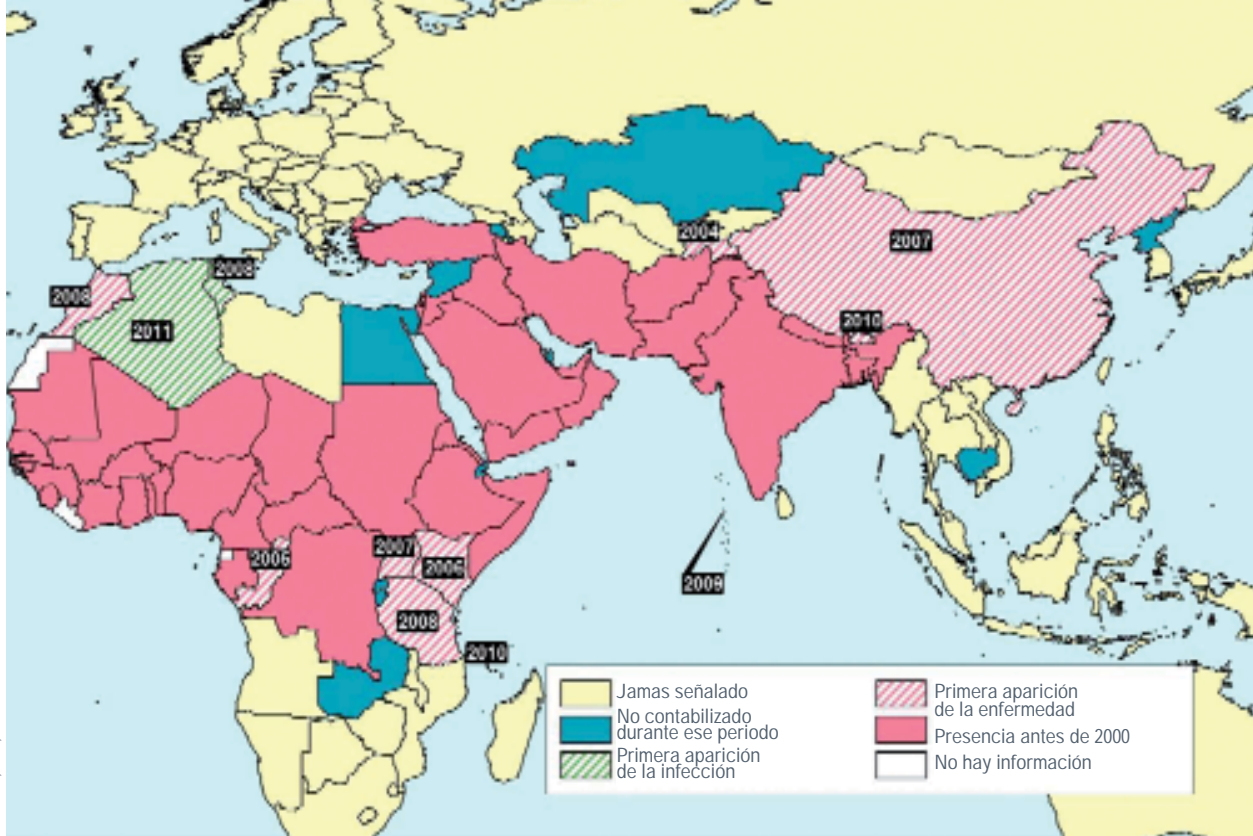 2004
2007
2008
2008
2011
2010
2006
2007
2006
2008
2009
2010
Jamas señalado
No contabilizado
durante ese periodo
Primera aparición
de la infección
Primera aparición
de la enfermedad
Presencia antes de 2000
No hay información